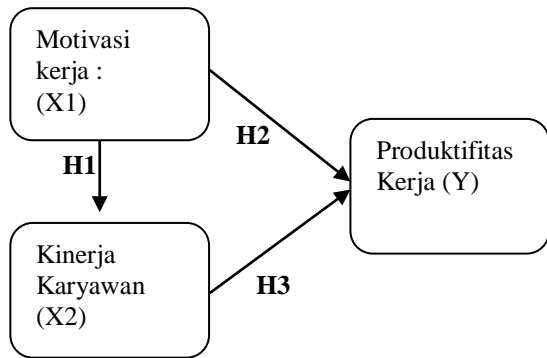 Motivasi
kerja :
(X1)
H1
H2
Produktifitas
Kerja (Y)
Kinerja
Karyawan
(X2)
H3